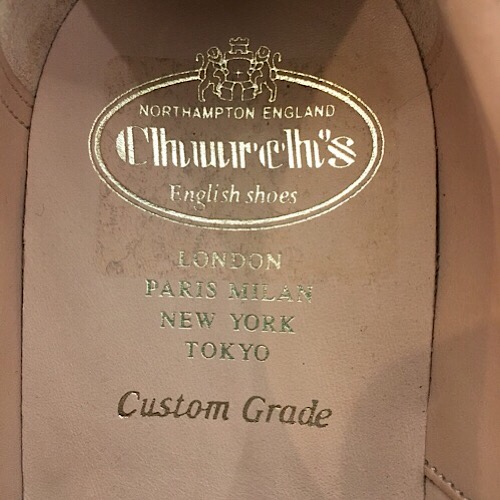 NORTHAMPTON ENGLAND
Church's
English shoes
LONDON
PARIS MILAN
NEW YORK
TOKYO
Custom Grade